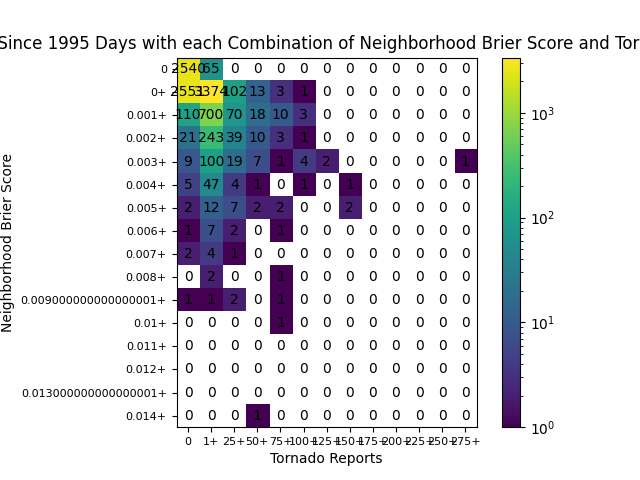 Since 1995 Days with each Combination of Neighborhood Brier Score and Tor
0 2540 65 0 0 0 0 0 0 0 0 0 0 0
0+ 2553 3374 102 13 3 1 0 0 0 0 0 0 0
0.001+ 110 700 70 18 10 3 0 0 0 0 0 0 0
0.002+ 21 243 39 10 3 1 0 0 0 0 0 0 0
0.003+ 9 100 19 7 1 4 2 0 0 0 0 0 1
0.004+ 5 47 4 1 0 1 0 1 0 0 0 0 0
0.005+ 2 12 7 2 2 0 0 2 0 0 0 0 0
0.006+ 1 7 2 0 1 0 0 0 0 0 0 0 0
0.007+ 2 4 1 0 0 0 0 0 0 0 0 0 0
0.008+ 0 2 0 0 1 0 0 0 0 0 0 0 0
0.009000000000000001+ 1 1 2 0 1 0 0 0 0 0 0 0 0
0.01+ 0 0 0 0 1 0 0 0 0 0 0 0 0
0.011+ 0 0 0 0 0 0 0 0 0 0 0 0 0
0.012+ 0 0 0 0 0 0 0 0 0 0 0 0 0
0.013000000000000001+ 0 0 0 0 0 0 0 0 0 0 0 0 0
0.014+ 0 0 0 1 0 0 0 0 0 0 0 0 0
0 1+ 25+ 50+ 75+ 100+ 125+ 150+ 175+ 200+ 225+ 250+ 275+
Tornado Reports
Neighborhood Brier Score
10³
10²
10¹
10⁰